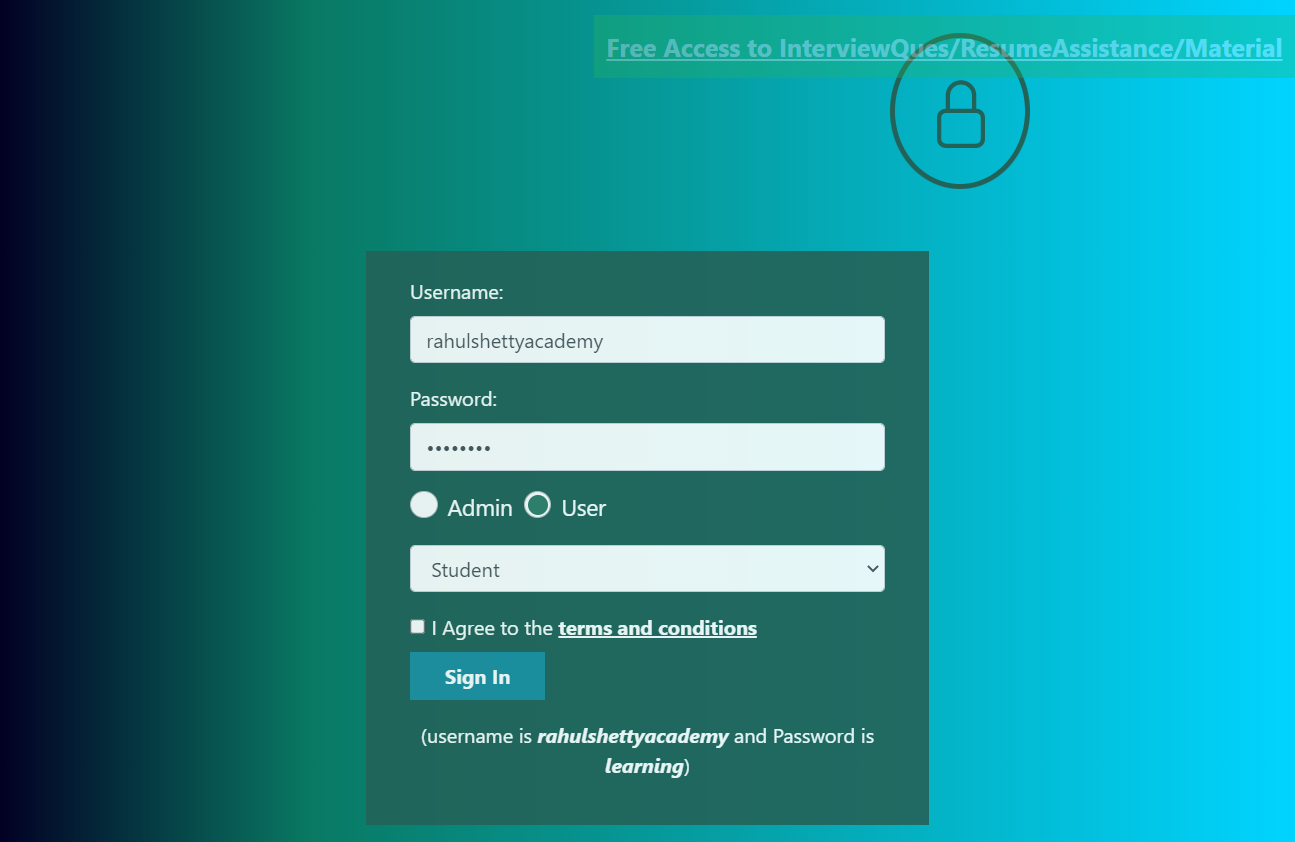 Free Access to InterviewQues/ResumeAssistance/Material
Username:
rahulshettyacademy
Password:
••••••••
Admin User
Student
I Agree to the terms and conditions
Sign In
(username is rahulshettyacademy and Password is
learning)